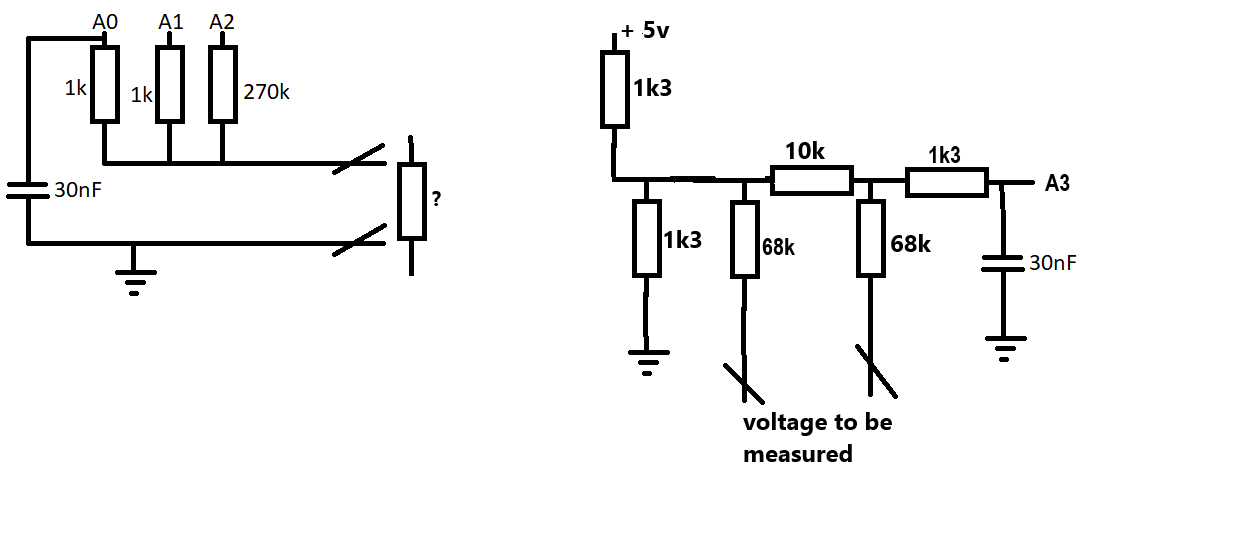 A0 A1 A2
1k
1k
270k
30nF
?
+ 5v
1k3
10k
1k3
A3
1k3
68k
68k
30nF
voltage to be
measured